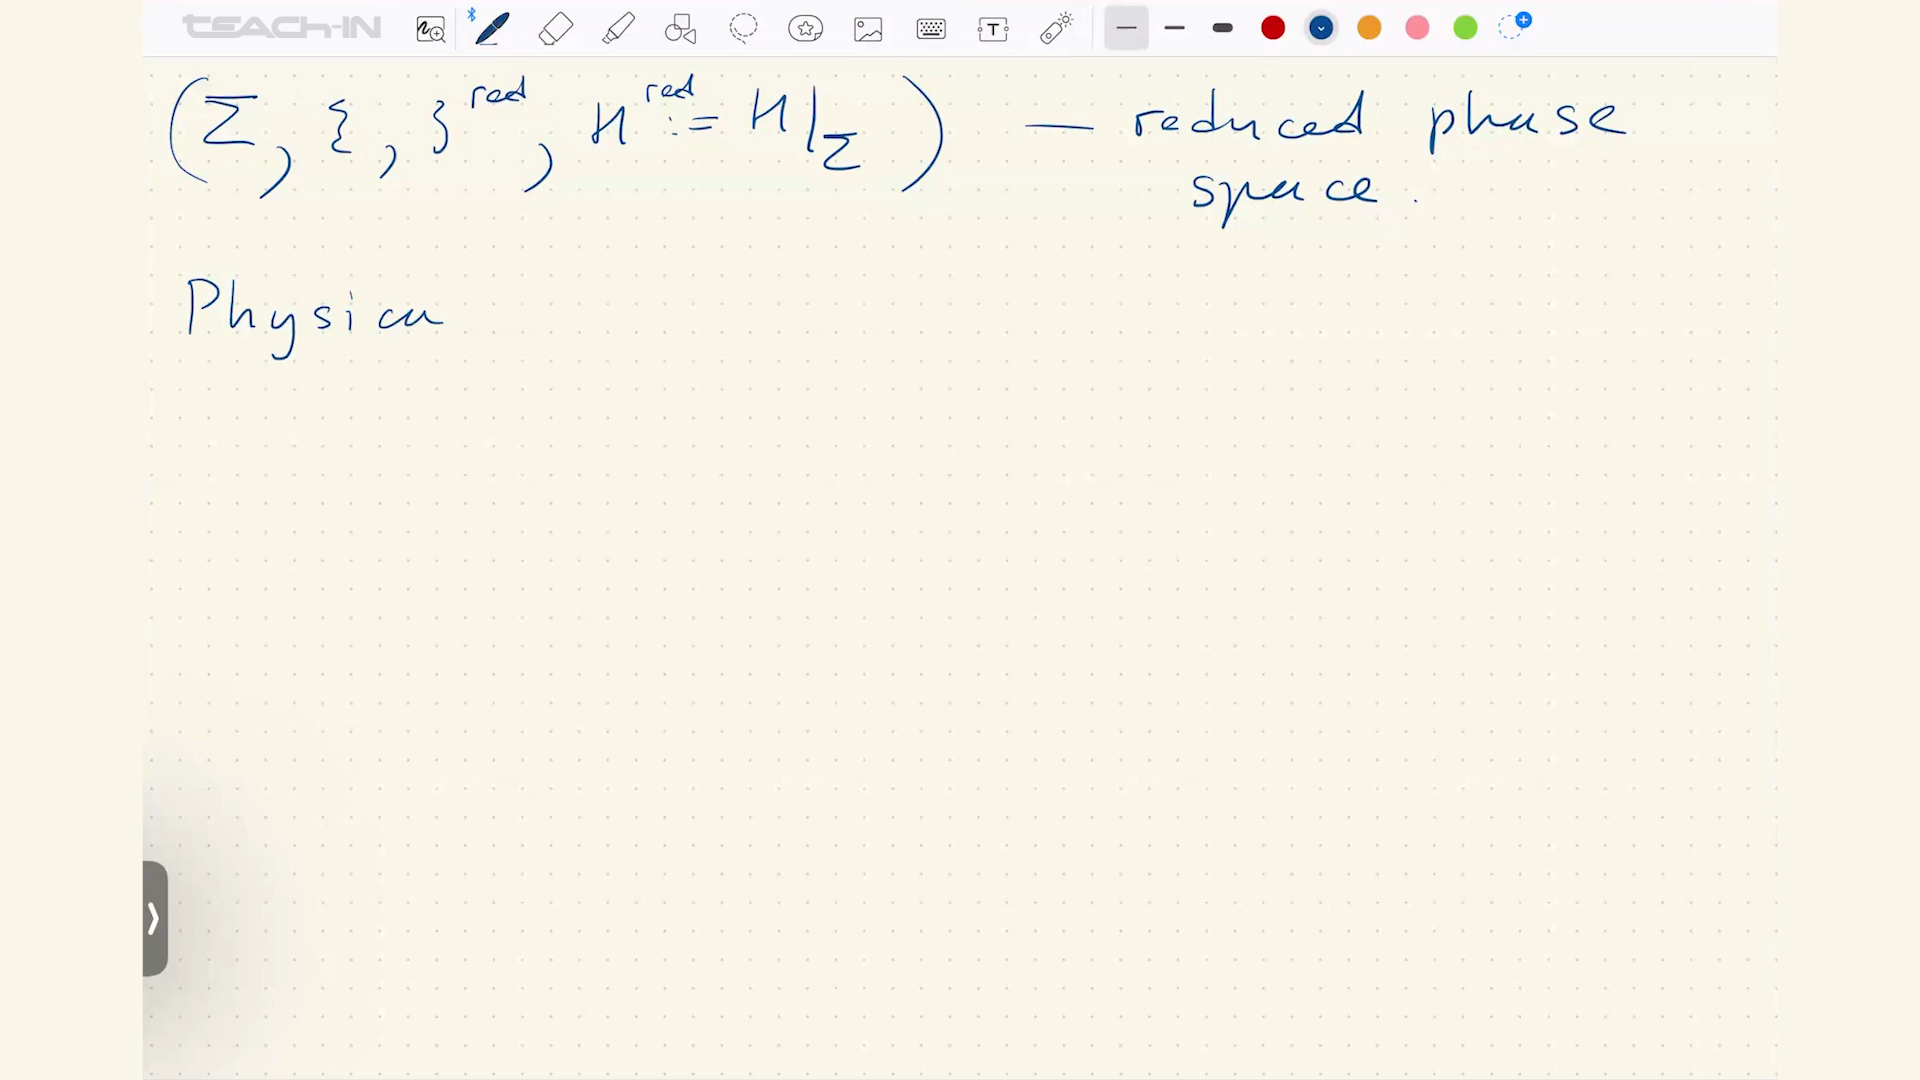 TEACH-IN
(Σ, { , }^red, H^red := H|_Σ) — reduced phase
space.
Physica